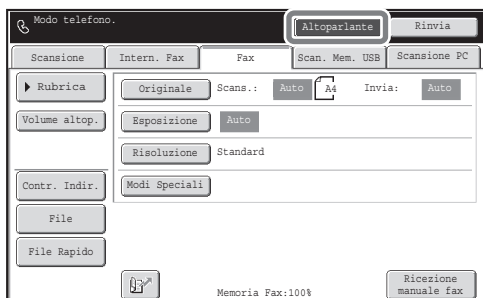 Modo telefono.
Altoparlante
Rinvia
Scansione
Intern. Fax
Fax
Scan. Mem. USB
Scansione PC
Rubrica
Originale
Scans.:
Auto
A4
Invia:
Auto
Volume altop.
Esposizione
Auto
Risoluzione
Standard
Contr. Indir.
Modi Speciali
File
File Rapido
Memoria Fax:100%
Ricezione
manuale fax